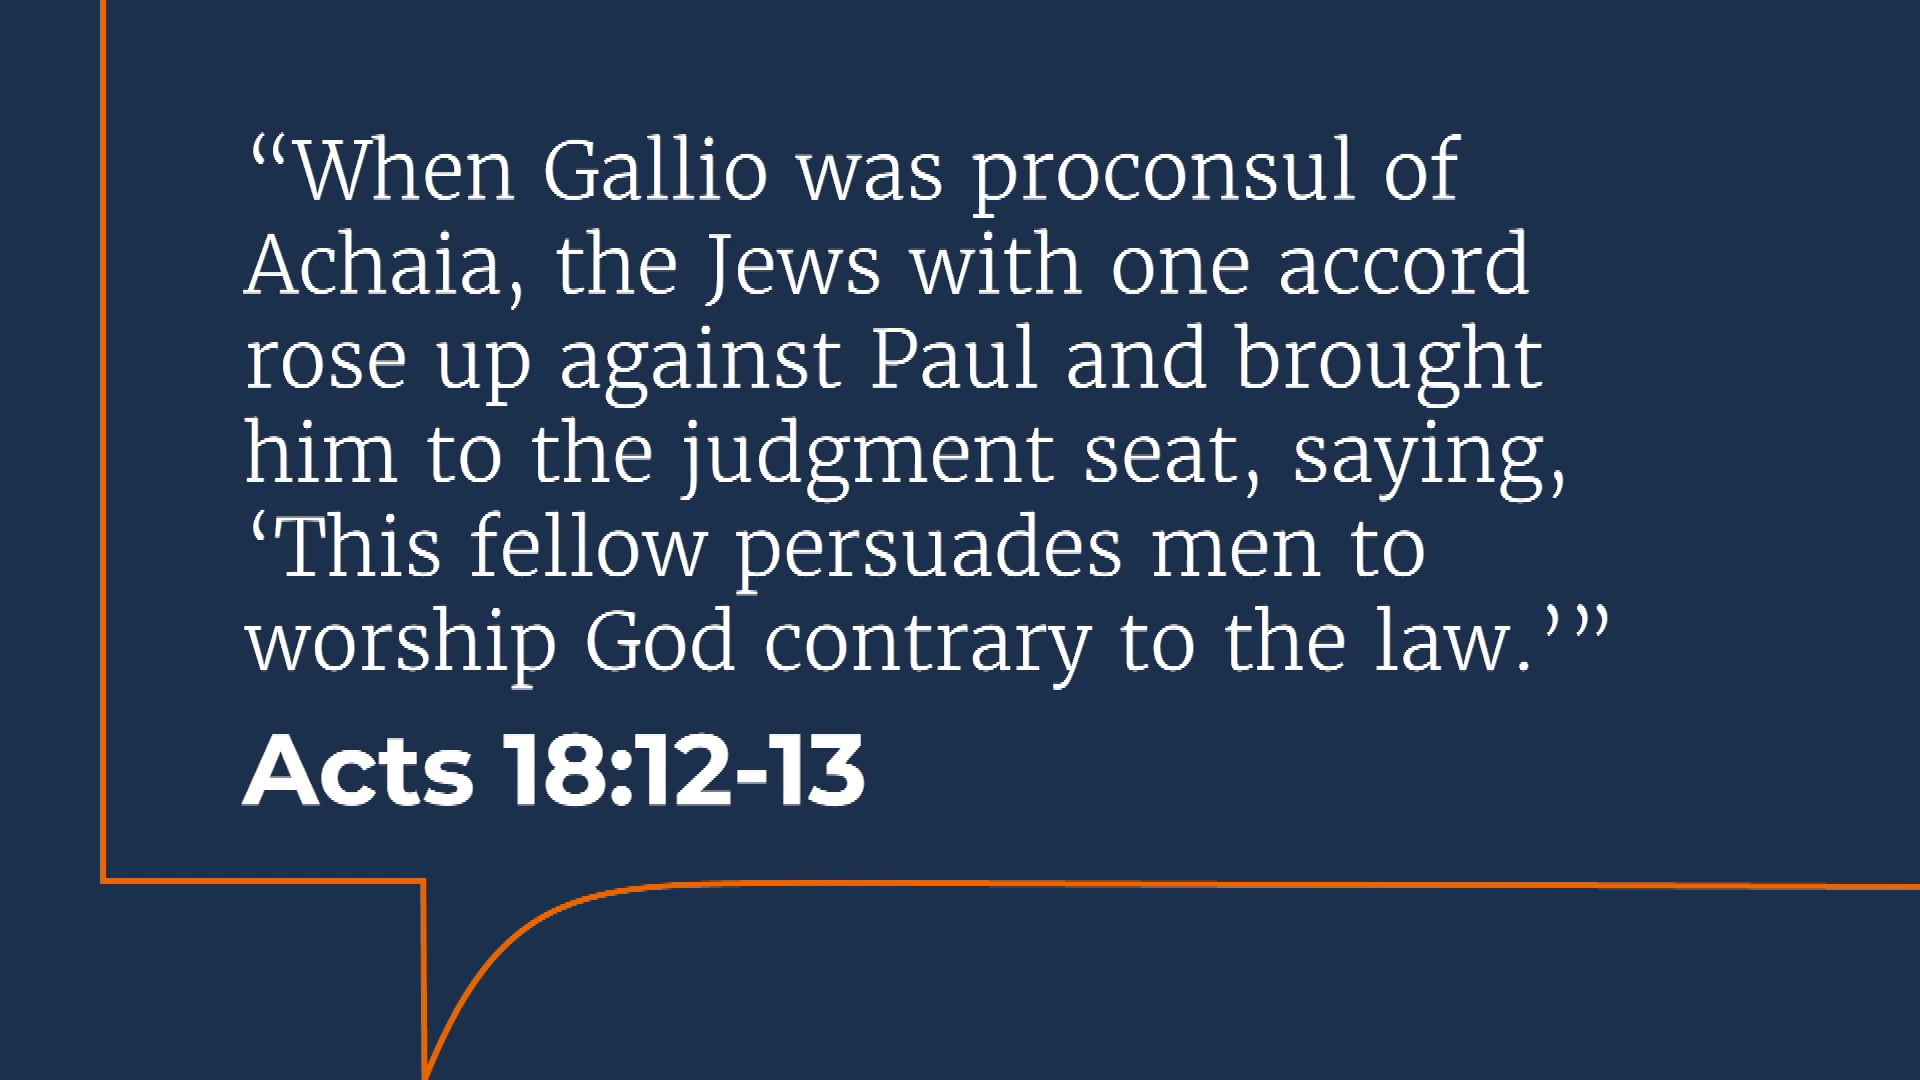 “When Gallio was proconsul of
Achaia, the Jews with one accord
rose up against Paul and brought
him to the judgment seat, saying,
‘This fellow persuades men to
worship God contrary to the law.’”
Acts 18:12-13